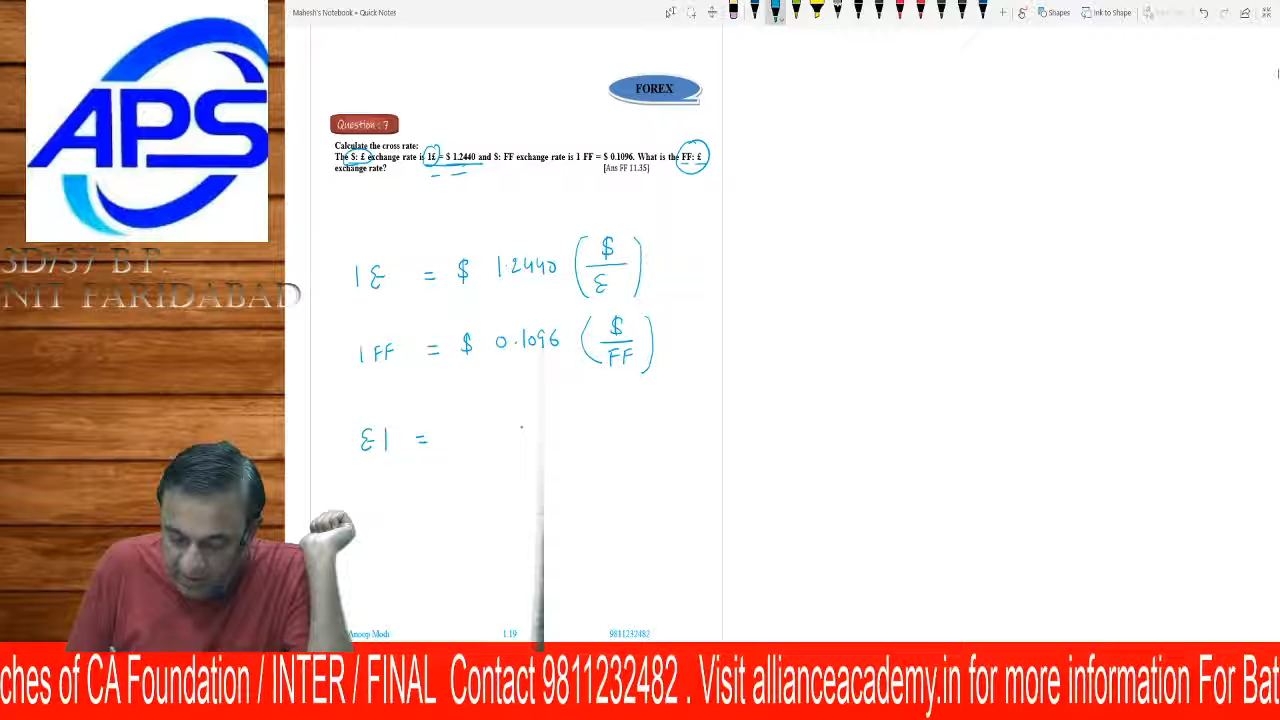 Mahesh's Notebook • Quick Notes
Shapes
Ink to Shape
APS
3D/37 B.P.
NIT FARIDABAD
FOREX
Question : 7
Calculate the cross rate:
The $: £ exchange rate is 1£ = $ 1.2440 and $: FF exchange rate is 1 FF = $ 0.1096. What is the FF: £
exchange rate? [Ans FF 11.35]
1 £ = $ 1.2440 ($/£)
1 FF = $ 0.1096 ($/FF)
£ 1 =
Anoop Modi 1.19 9811232482
ches of CA Foundation / INTER / FINAL Contact 9811232482 . Visit allianceacademy.in for more information For Bat